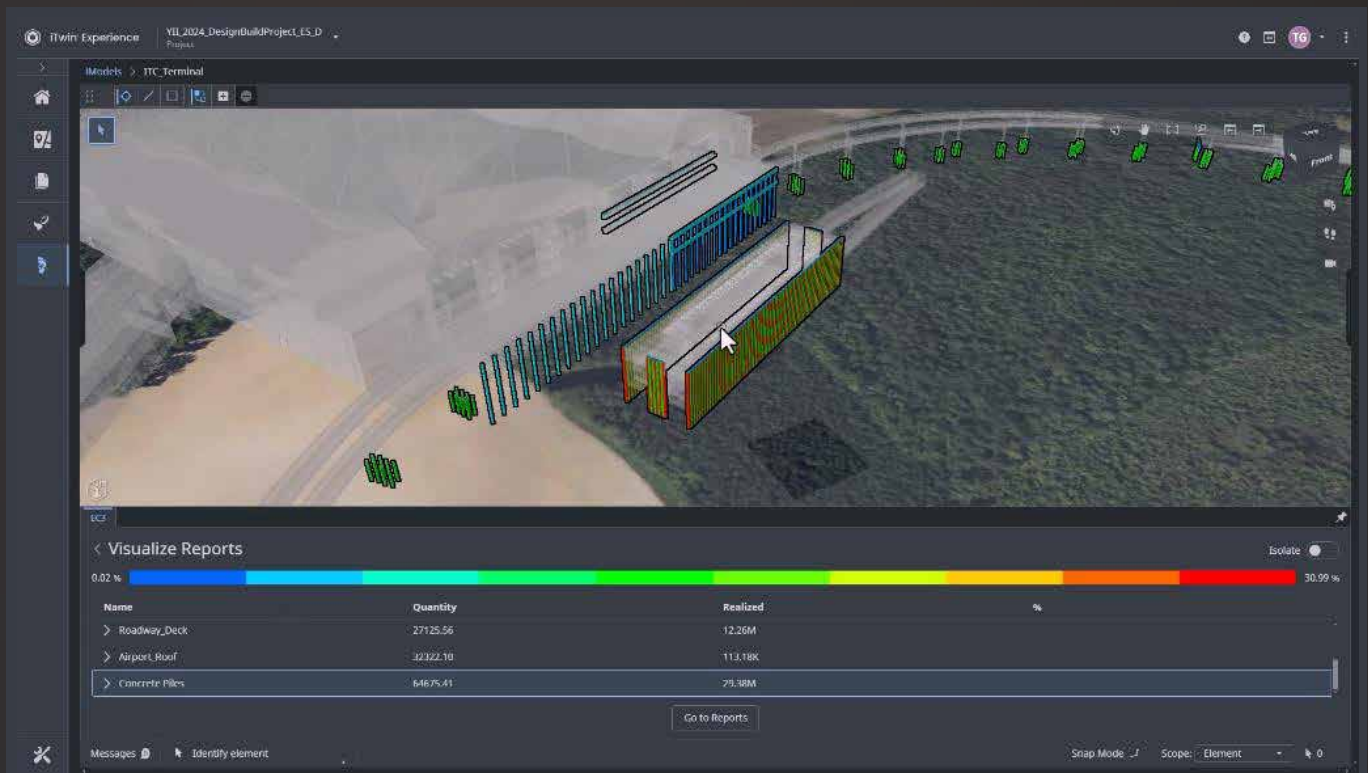 iTwin Experience
YII_2024_DesignBuildProject_ES_D
Project
iModels > ITC_Terminal
Front
EC3
< Visualize Reports
Isolate
0.02 %
30.99 %
Name Quantity Realized %
> Roadway_Deck 27125.56 12.26M
> Airport_Roof 32322.10 113.18K
> Concrete Piles 64675.41 29.38M
Go to Reports
Messages Identify element Snap Mode Scope: Element 0
TG